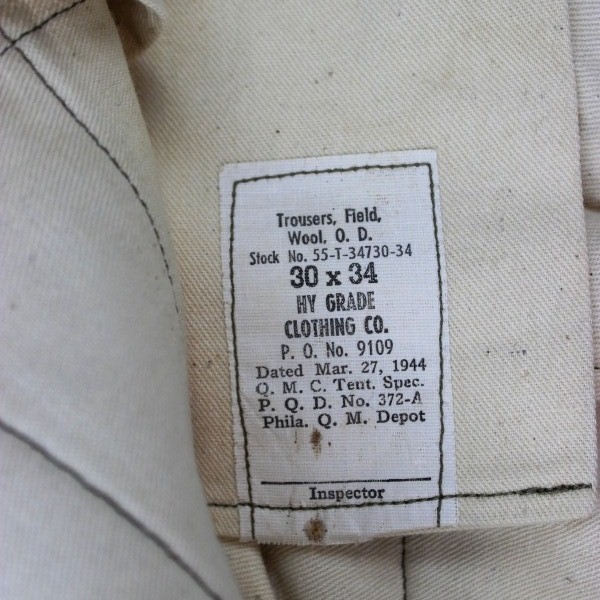 Trousers, Field,
Wool, O. D.
Stock No. 55-T-34730-34
30 x 34
HY GRADE
CLOTHING CO.
P. O. No. 9109
Dated Mar. 27, 1944
Q. M. C. Tent. Spec.
P. Q. D. No. 372-A
Phila. Q. M. Depot
Inspector